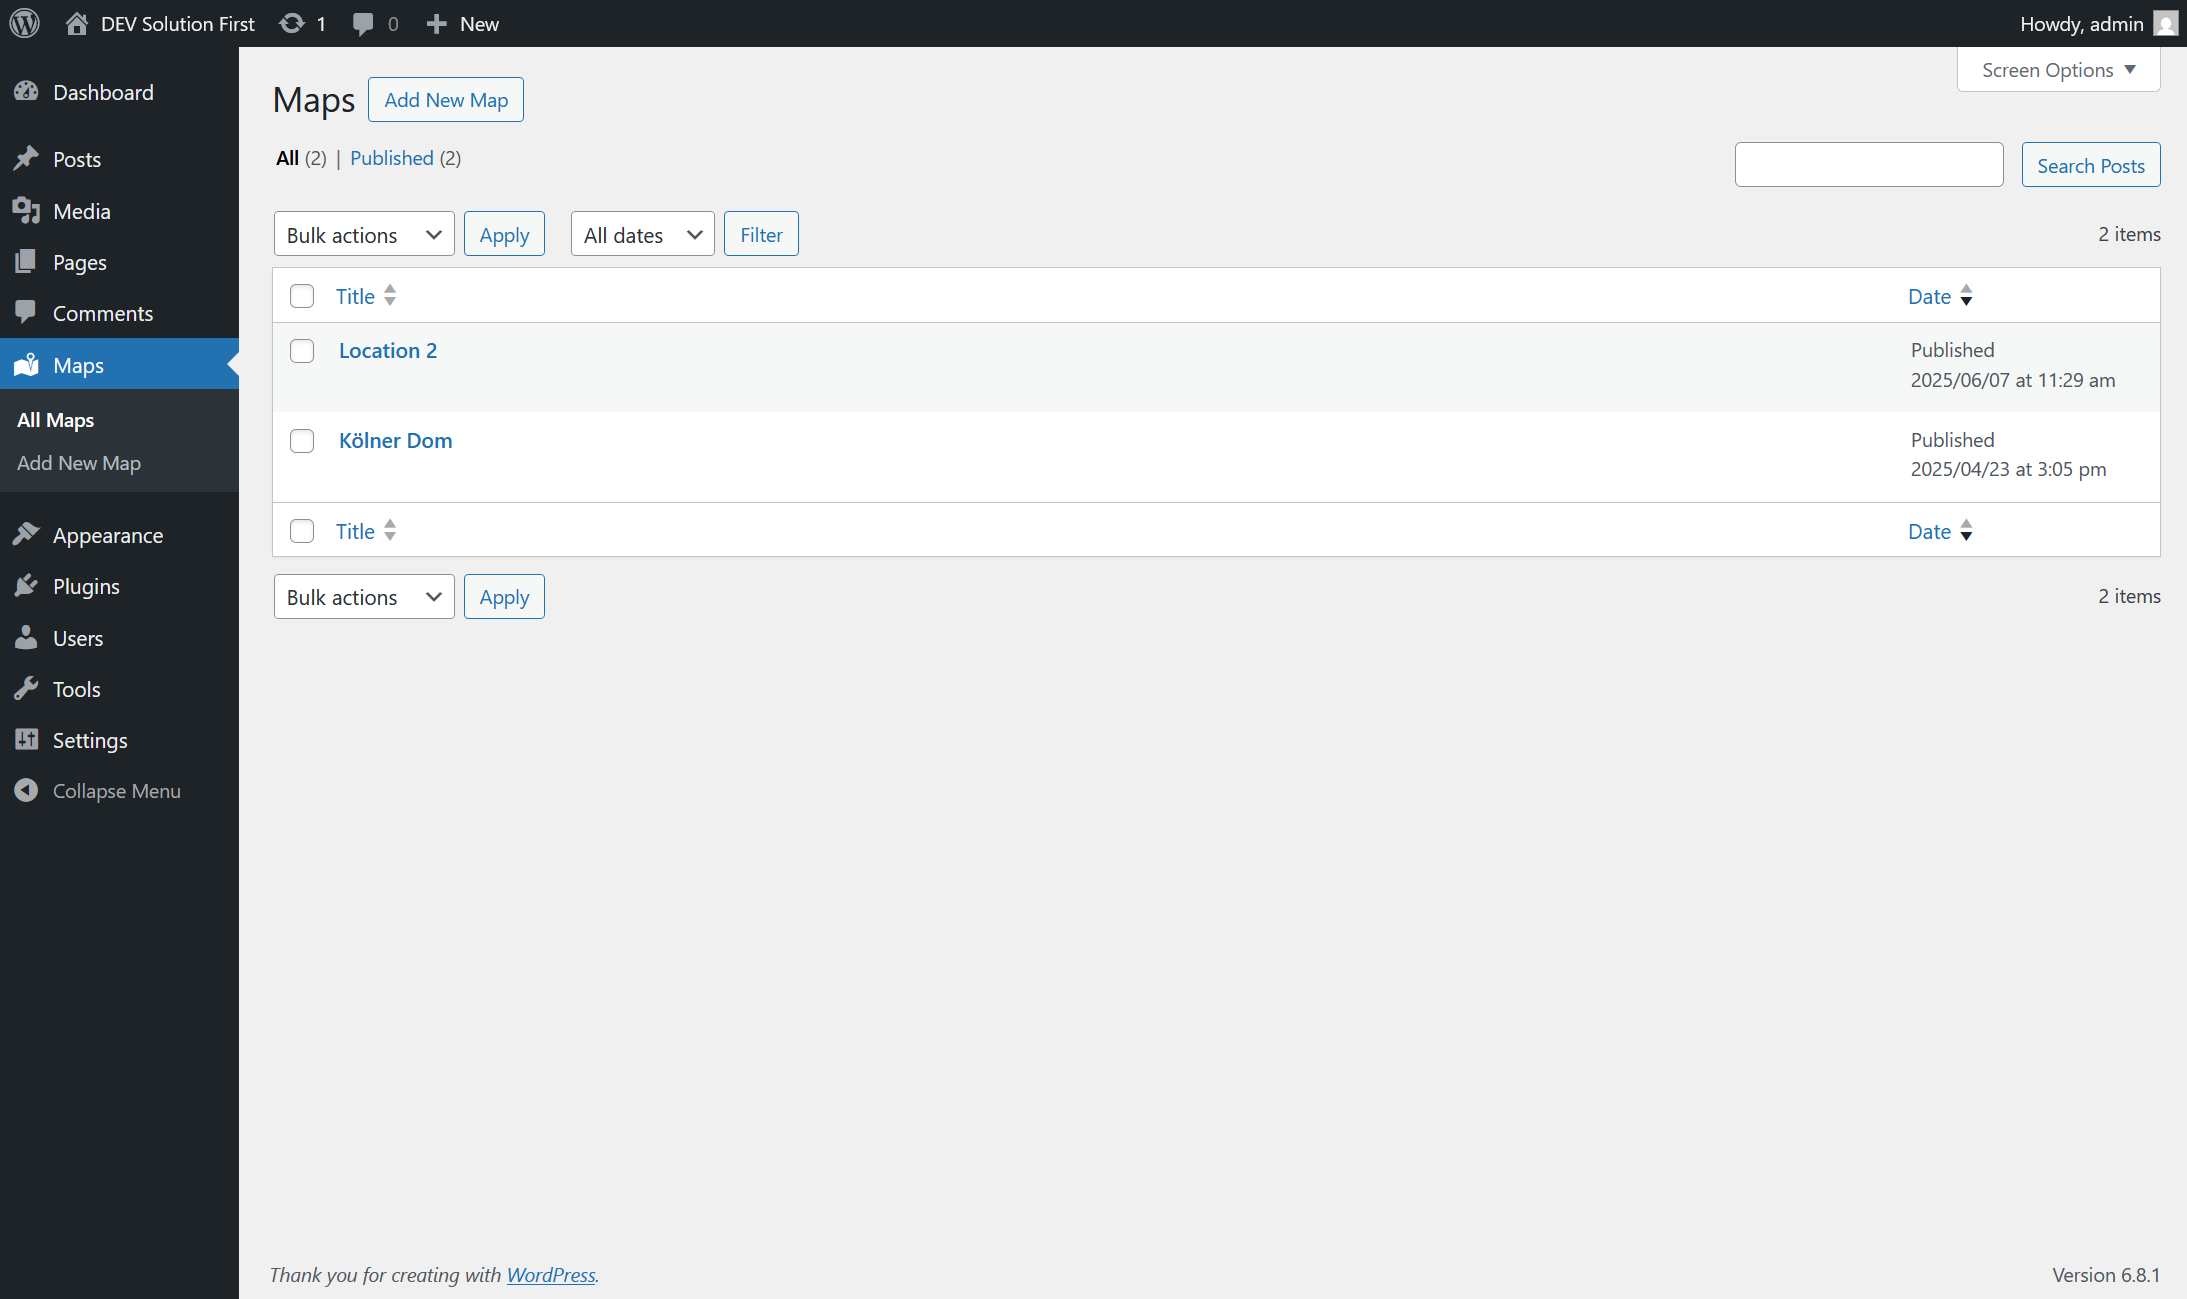 DEV Solution First 1 0 New Howdy, admin
Dashboard
Posts
Media
Pages
Comments
Maps
All Maps
Add New Map
Appearance
Plugins
Users
Tools
Settings
Collapse Menu
Screen Options
Maps Add New Map
All (2) | Published (2)
Search Posts
Bulk actions Apply All dates Filter 2 items
Title Date
Location 2 Published
2025/06/07 at 11:29 am
Kölner Dom Published
2025/04/23 at 3:05 pm
Title Date
Bulk actions Apply 2 items
Thank you for creating with WordPress. Version 6.8.1